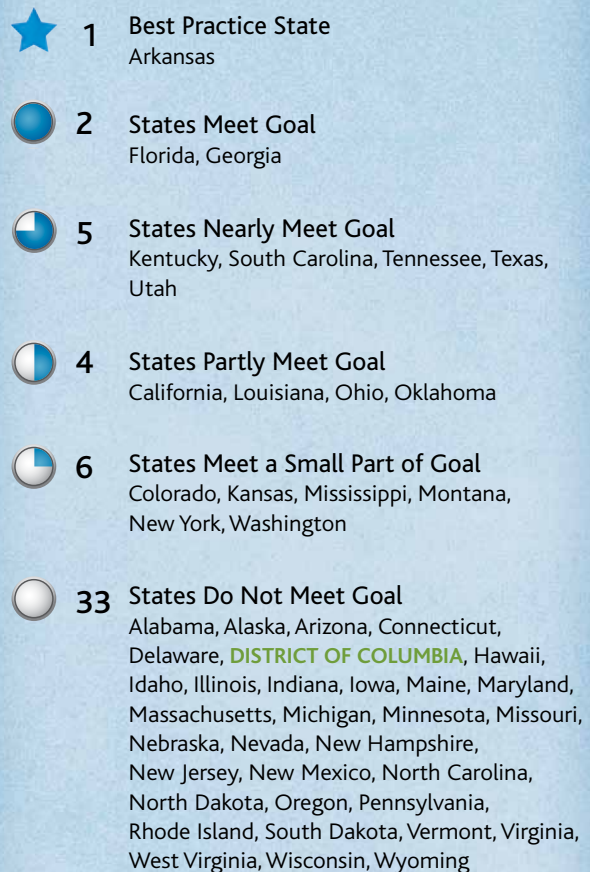 1 Best Practice State
Arkansas
2 States Meet Goal
Florida, Georgia
5 States Nearly Meet Goal
Kentucky, South Carolina, Tennessee, Texas,
Utah
4 States Partly Meet Goal
California, Louisiana, Ohio, Oklahoma
6 States Meet a Small Part of Goal
Colorado, Kansas, Mississippi, Montana,
New York, Washington
33 States Do Not Meet Goal
Alabama, Alaska, Arizona, Connecticut,
Delaware, DISTRICT OF COLUMBIA, Hawaii,
Idaho, Illinois, Indiana, Iowa, Maine, Maryland,
Massachusetts, Michigan, Minnesota, Missouri,
Nebraska, Nevada, New Hampshire,
New Jersey, New Mexico, North Carolina,
North Dakota, Oregon, Pennsylvania,
Rhode Island, South Dakota, Vermont, Virginia,
West Virginia, Wisconsin, Wyoming